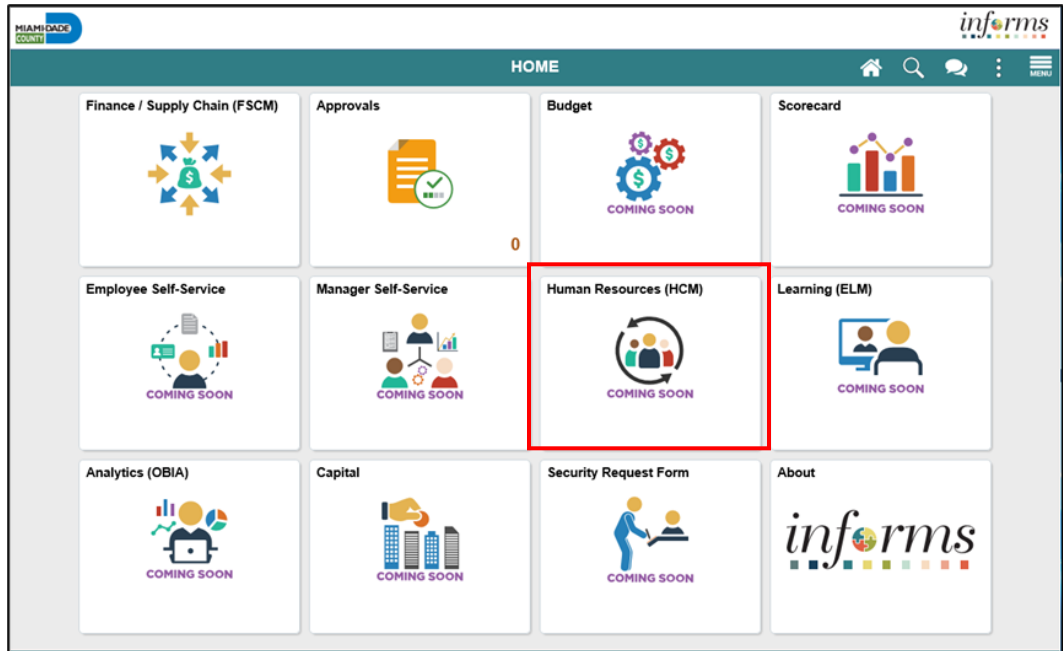 MIAMI-DADE
COUNTY
informs
HOME
MENU
Finance / Supply Chain (FSCM)
Approvals
Budget
Scorecard
$
$
$
COMING SOON
COMING SOON
0
Employee Self-Service
Manager Self-Service
Human Resources (HCM)
Learning (ELM)
COMING SOON
COMING SOON
COMING SOON
COMING SOON
Analytics (OBIA)
Capital
Security Request Form
About
informs
COMING SOON
COMING SOON
COMING SOON